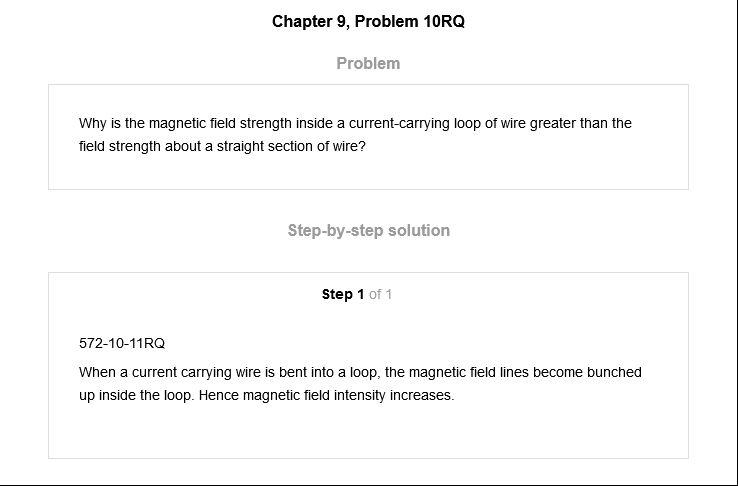 Chapter 9, Problem 10RQ
Problem
Why is the magnetic field strength inside a current-carrying loop of wire greater than the
field strength about a straight section of wire?
Step-by-step solution
Step 1 of 1
572-10-11RQ
When a current carrying wire is bent into a loop, the magnetic field lines become bunched
up inside the loop. Hence magnetic field intensity increases.